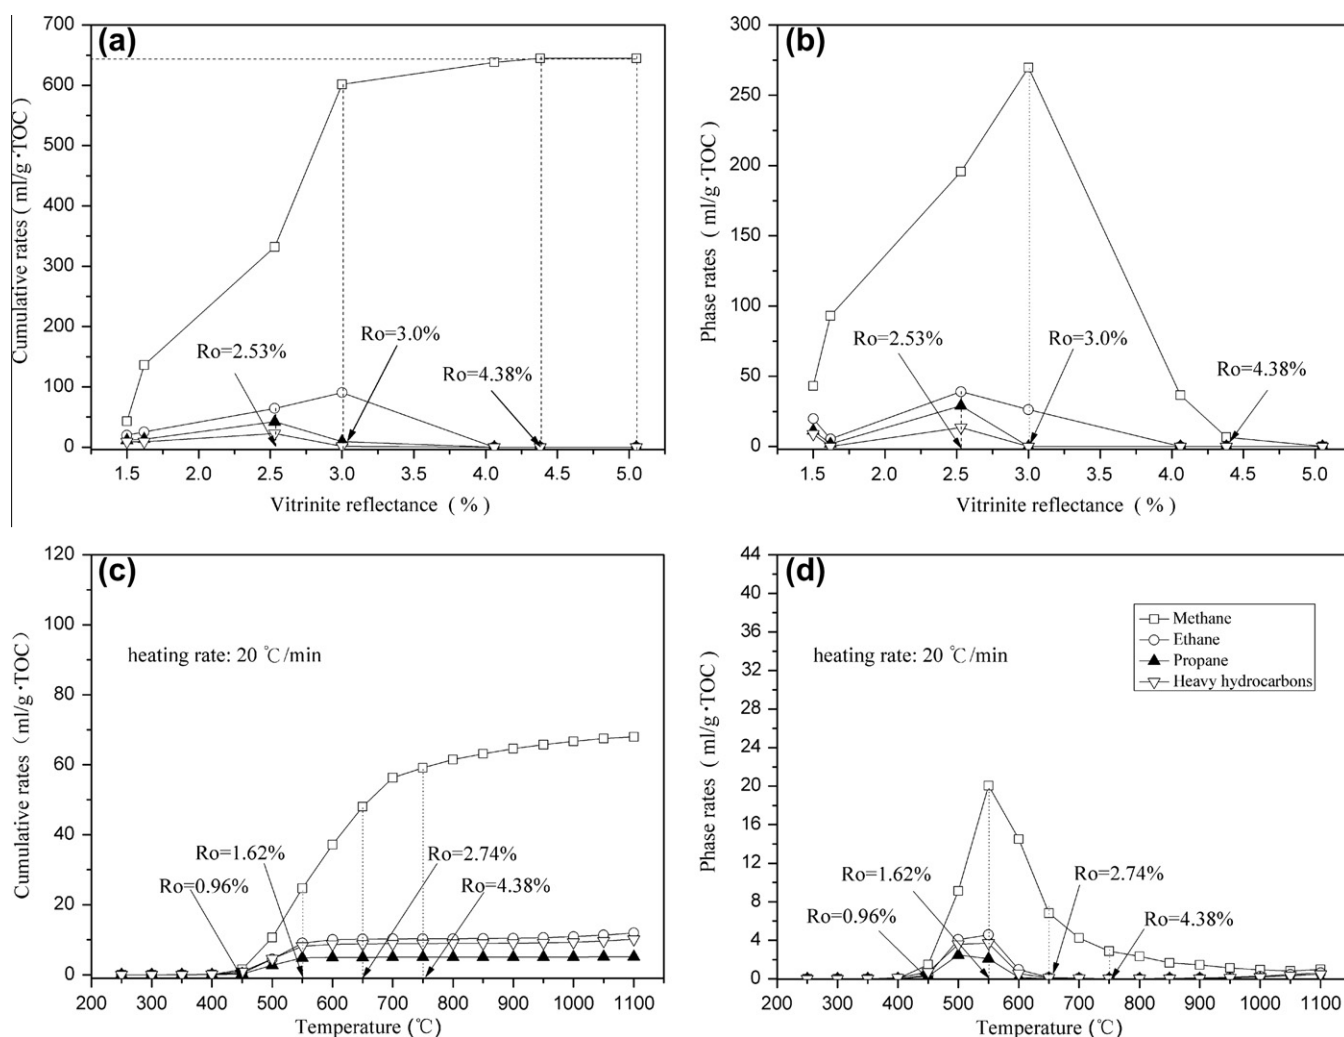 (a)
700
600
500
400
300
200
100
0
Cumulative rates ( ml/g·TOC )
Ro=2.53%
Ro=3.0%
Ro=4.38%
1.5 2.0 2.5 3.0 3.5 4.0 4.5 5.0
Vitrinite reflectance ( % )
(b)
300
250
200
150
100
50
0
Phase rates ( ml/g·TOC )
Ro=2.53%
Ro=3.0%
Ro=4.38%
1.5 2.0 2.5 3.0 3.5 4.0 4.5 5.0
Vitrinite reflectance ( % )
(c)
120
100
80
60
40
20
0
Cumulative rates (ml/g·TOC)
heating rate: 20 ℃/min
Ro=1.62%
Ro=0.96%
Ro=2.74%
Ro=4.38%
200 300 400 500 600 700 800 900 1000 1100
Temperature (℃)
(d)
44
40
36
32
28
24
20
16
12
8
4
0
Phase rates ( ml/g·TOC )
heating rate: 20 ℃/min
Methane
Ethane
Propane
Heavy hydrocarbons
Ro=1.62%
Ro=0.96%
Ro=2.74%
Ro=4.38%
200 300 400 500 600 700 800 900 1000 1100
Temperature (℃)